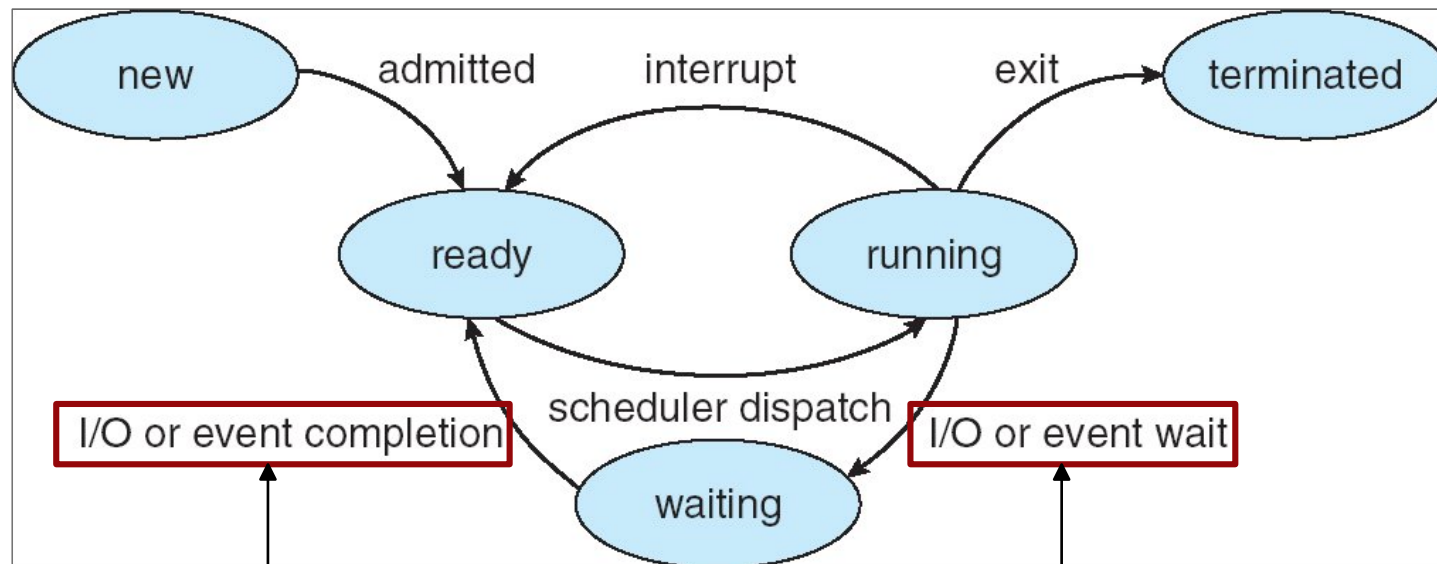 new
admitted
interrupt
exit
terminated
ready
running
scheduler dispatch
I/O or event completion
I/O or event wait
waiting